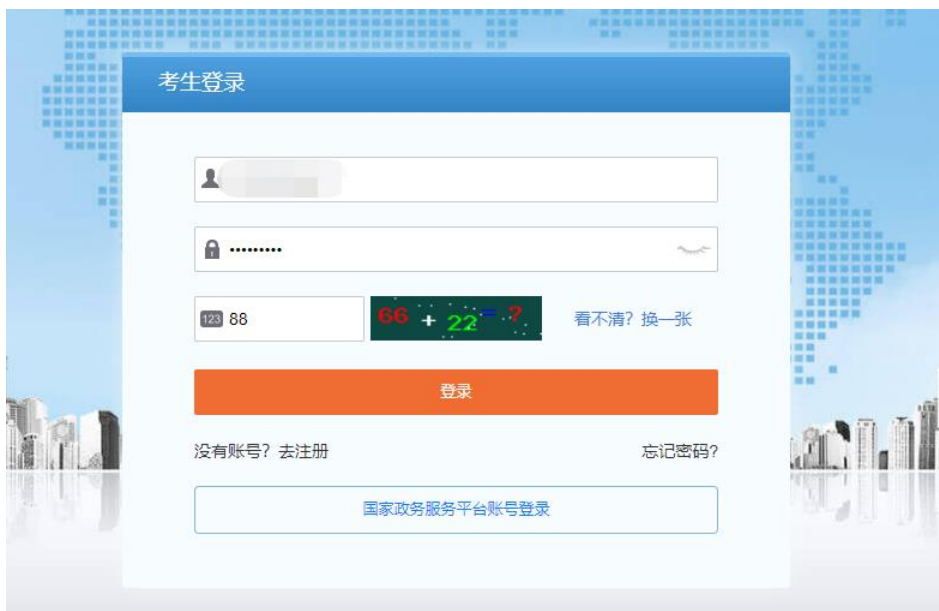 考生登录
•••••••••
123 88 66 + 22 = ? 看不清?换一张
登录
没有账号?去注册 忘记密码?
国家政务服务平台账号登录